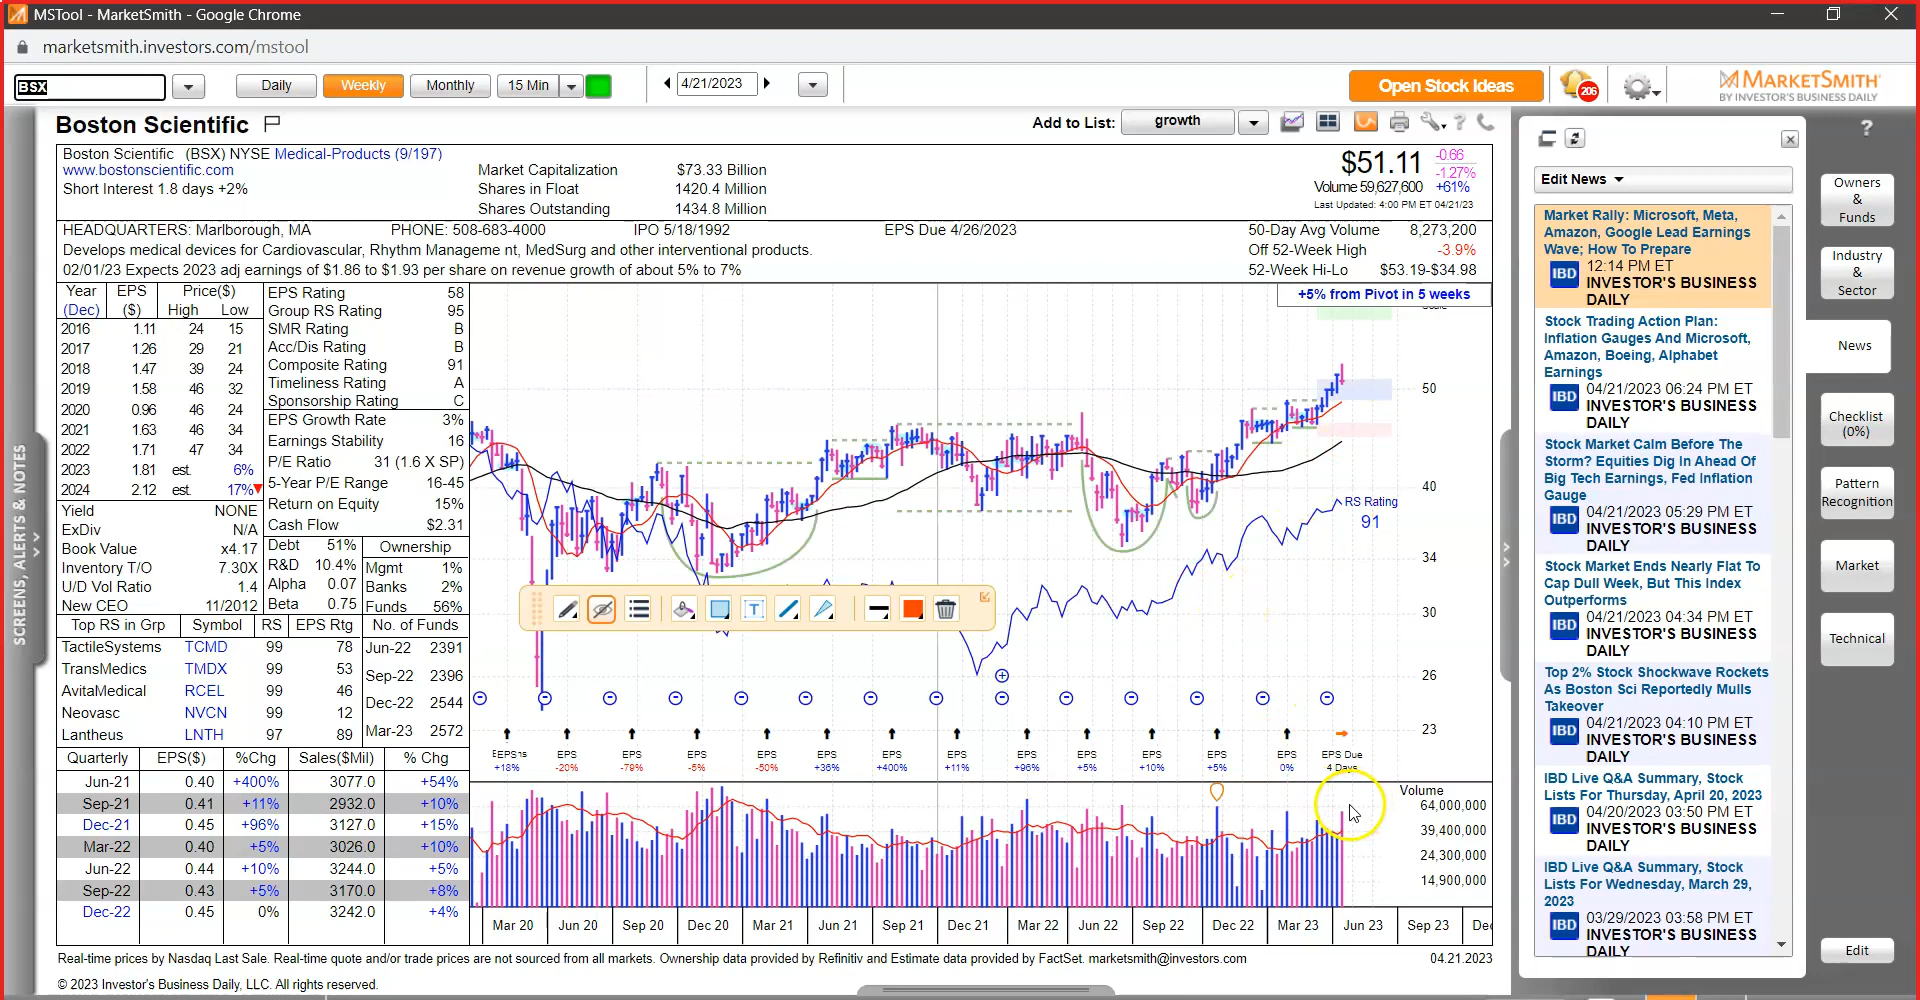 MSTool - MarketSmith - Google Chrome
marketsmith.investors.com/mstool
BSX
Daily
Weekly
Monthly
15 Min
4/21/2023
Open Stock Ideas
206
MARKETSMITH
BY INVESTOR'S BUSINESS DAILY
Boston Scientific
Add to List: growth
Boston Scientific (BSX) NYSE Medical-Products (9/197)
www.bostonscientific.com
Short Interest 1.8 days +2%
Market Capitalization $73.33 Billion
Shares in Float 1420.4 Million
Shares Outstanding 1434.8 Million
$51.11 -0.66
-1.27%
Volume 59,627,600 +61%
Last Updated: 4:00 PM ET 04/21/23
HEADQUARTERS: Marlborough, MA PHONE: 508-683-4000 IPO 5/18/1992 EPS Due 4/26/2023
Develops medical devices for Cardiovascular, Rhythm Manageme nt, MedSurg and other interventional products.
02/01/23 Expects 2023 adj earnings of $1.86 to $1.93 per share on revenue growth of about 5% to 7%
50-Day Avg Volume 8,273,200
Off 52-Week High -3.9%
52-Week Hi-Lo $53.19-$34.98
Year EPS Price($)
(Dec) ($) High Low
2016 1.11 24 15
2017 1.26 29 21
2018 1.47 39 24
2019 1.58 46 32
2020 0.96 46 24
2021 1.63 46 34
2022 1.71 47 34
2023 1.81 est. 6%
2024 2.12 est. 17%
Yield NONE
ExDiv N/A
Book Value x4.17
Inventory T/O 7.30X
U/D Vol Ratio 1.4
New CEO 11/2012
EPS Rating 58
Group RS Rating 95
SMR Rating B
Acc/Dis Rating B
Composite Rating 91
Timeliness Rating A
Sponsorship Rating C
EPS Growth Rate 3%
Earnings Stability 16
P/E Ratio 31 (1.6 X SP)
5-Year P/E Range 16-45
Return on Equity 15%
Cash Flow $2.31
Debt 51%
R&D 10.4%
Alpha 0.07
Beta 0.75
Ownership
Mgmt 1%
Banks 2%
Funds 56%
Top RS in Grp Symbol RS EPS Rtg
TactileSystems TCMD 99 78
TransMedics TMDX 99 53
AvitaMedical RCEL 99 46
Neovasc NVCN 99 12
Lantheus LNTH 97 89
No. of Funds
Jun-22 2391
Sep-22 2396
Dec-22 2544
Mar-23 2572
Quarterly EPS($) %Chg Sales($Mil) % Chg
Jun-21 0.40 +400% 3077.0 +54%
Sep-21 0.41 +11% 2932.0 +10%
Dec-21 0.45 +96% 3127.0 +15%
Mar-22 0.40 +5% 3026.0 +10%
Jun-22 0.44 +10% 3244.0 +5%
Sep-22 0.43 +5% 3170.0 +8%
Dec-22 0.45 0% 3242.0 +4%
+5% from Pivot in 5 weeks
50
40
34
30
26
23
RS Rating
91
T
EPS EPS EPS EPS EPS EPS EPS EPS EPS EPS EPS EPS EPS Due
+18% -20% -79% -5% -50% +36% +400% +11% +96% +5% +10% +5% 0% 4 Days
Volume
64,000,000
39,400,000
24,300,000
14,900,000
Mar 20 Jun 20 Sep 20 Dec 20 Mar 21 Jun 21 Sep 21 Dec 21 Mar 22 Jun 22 Sep 22 Dec 22 Mar 23 Jun 23 Sep 23 Dec
Real-time prices by Nasdaq Last Sale. Real-time quote and/or trade prices are not sourced from all markets. Ownership data provided by Refinitiv and Estimate data provided by FactSet. marketsmith@investors.com 04.21.2023
© 2023 Investor's Business Daily, LLC. All rights reserved.
SCREENS, ALERTS & NOTES
Edit News
Market Rally: Microsoft, Meta,
Amazon, Google Lead Earnings
Wave; How To Prepare
IBD 12:14 PM ET
INVESTOR'S BUSINESS
DAILY
Stock Trading Action Plan:
Inflation Gauges And Microsoft,
Amazon, Boeing, Alphabet
Earnings
IBD 04/21/2023 06:24 PM ET
INVESTOR'S BUSINESS
DAILY
Stock Market Calm Before The
Storm? Equities Dig In Ahead Of
Big Tech Earnings, Fed Inflation
Gauge
IBD 04/21/2023 05:29 PM ET
INVESTOR'S BUSINESS
DAILY
Stock Market Ends Nearly Flat To
Cap Dull Week, But This Index
Outperforms
IBD 04/21/2023 04:34 PM ET
INVESTOR'S BUSINESS
DAILY
Top 2% Stock Shockwave Rockets
As Boston Sci Reportedly Mulls
Takeover
IBD 04/21/2023 04:10 PM ET
INVESTOR'S BUSINESS
DAILY
IBD Live Q&A Summary, Stock
Lists For Thursday, April 20, 2023
IBD 04/20/2023 03:50 PM ET
INVESTOR'S BUSINESS
DAILY
IBD Live Q&A Summary, Stock
Lists For Wednesday, March 29,
2023
IBD 03/29/2023 03:58 PM ET
INVESTOR'S BUSINESS
DAILY
?
Owners
&
Funds
Industry
&
Sector
News
Checklist
(0%)
Pattern
Recognition
Market
Technical
Edit